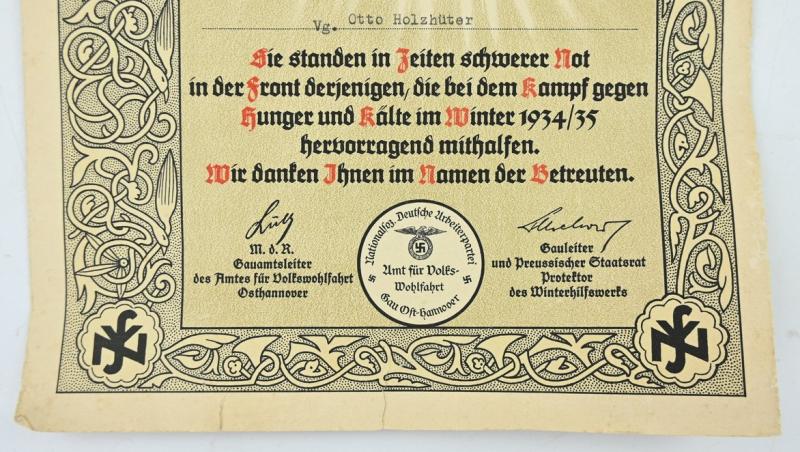 Vg. Otto Holzhüter
Sie standen in Zeiten schwerer Not
in der Front derjenigen, die bei dem Kampf gegen
Hunger und Kälte im Winter 1934/35
hervorragend mithalfen.
Wir danken Ihnen im Namen der Betreuten.
M. d. R.
Gauamtsleiter
des Amtes für Volkswohlfahrt
Osthannover
Nationalsoz. Deutsche Arbeiterpartei
Amt für Volks-
Wohlfahrt
Gau Ost-Hannover
Gauleiter
und Preussischer Staatsrat
Protektor
des Winterhilfswerks